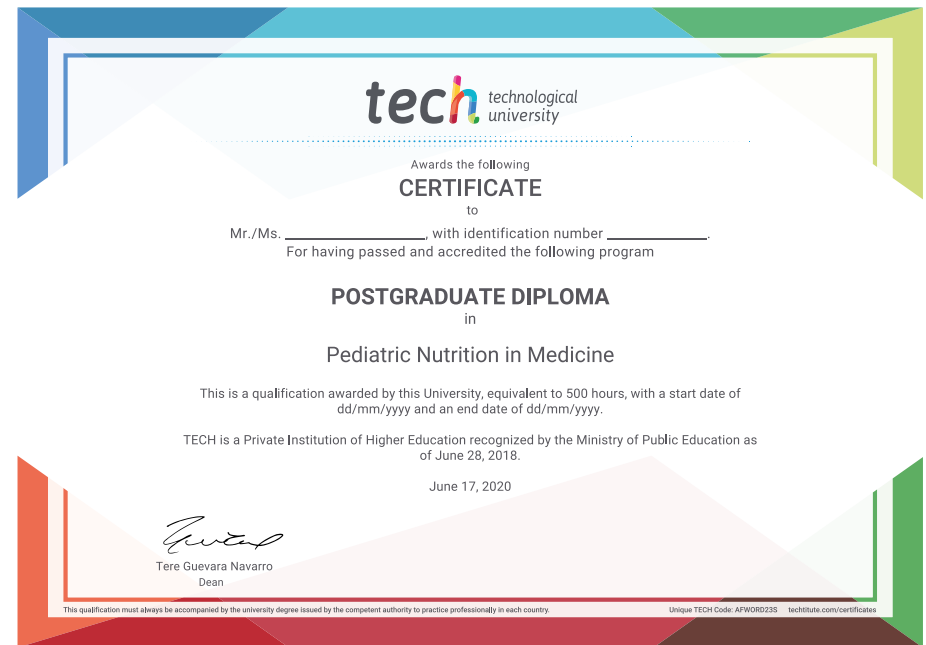 tech technological
university
Awards the following
CERTIFICATE
to
Mr./Ms. ____________________, with identification number ______________.
For having passed and accredited the following program
POSTGRADUATE DIPLOMA
in
Pediatric Nutrition in Medicine
This is a qualification awarded by this University, equivalent to 500 hours, with a start date of
dd/mm/yyyy and an end date of dd/mm/yyyy.
TECH is a Private Institution of Higher Education recognized by the Ministry of Public Education as
of June 28, 2018.
June 17, 2020
Tere Guevara Navarro
Dean
This qualification must always be accompanied by the university degree issued by the competent authority to practice professionally in each country.
Unique TECH Code: AFWORD23S techtitute.com/certificates